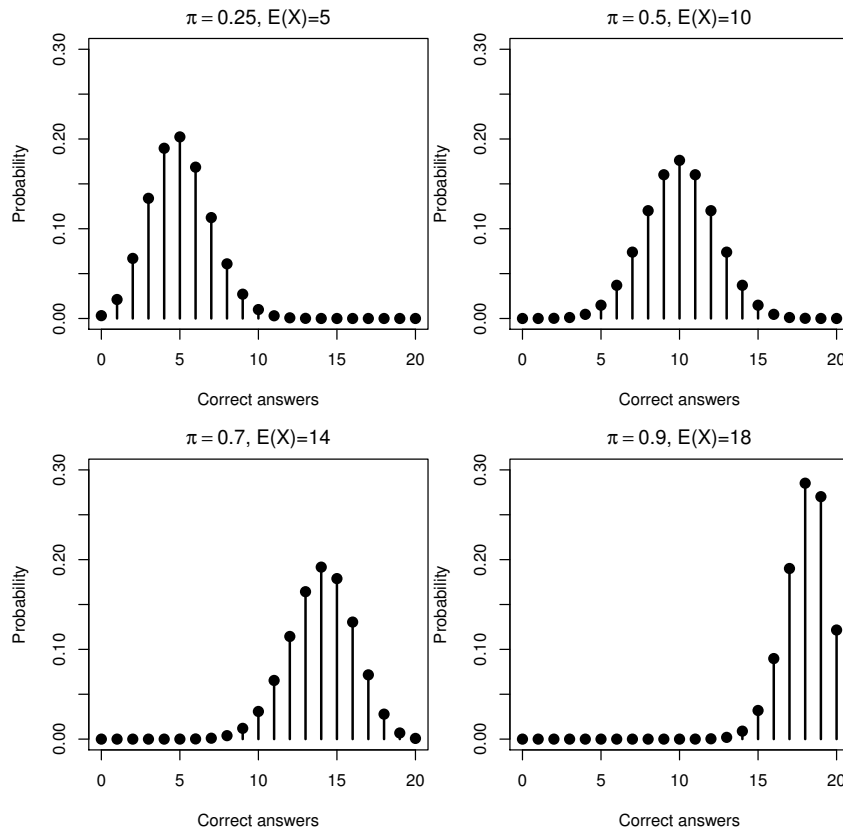 π = 0.25, E(X)=5
Probability
0.00 0.10 0.20 0.30
0 5 10 15 20
Correct answers
π = 0.5, E(X)=10
Probability
0.00 0.10 0.20 0.30
0 5 10 15 20
Correct answers
π = 0.7, E(X)=14
Probability
0.00 0.10 0.20 0.30
0 5 10 15 20
Correct answers
π = 0.9, E(X)=18
Probability
0.00 0.10 0.20 0.30
0 5 10 15 20
Correct answers